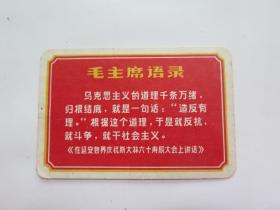 毛主席语录
马克思主义的道理千条万绪，
归根结底，就是一句话：“造反有
理。”根据这个道理，于是就反抗，
就斗争，就干社会主义。
《在延安各界庆祝斯大林六十寿辰大会上讲话》